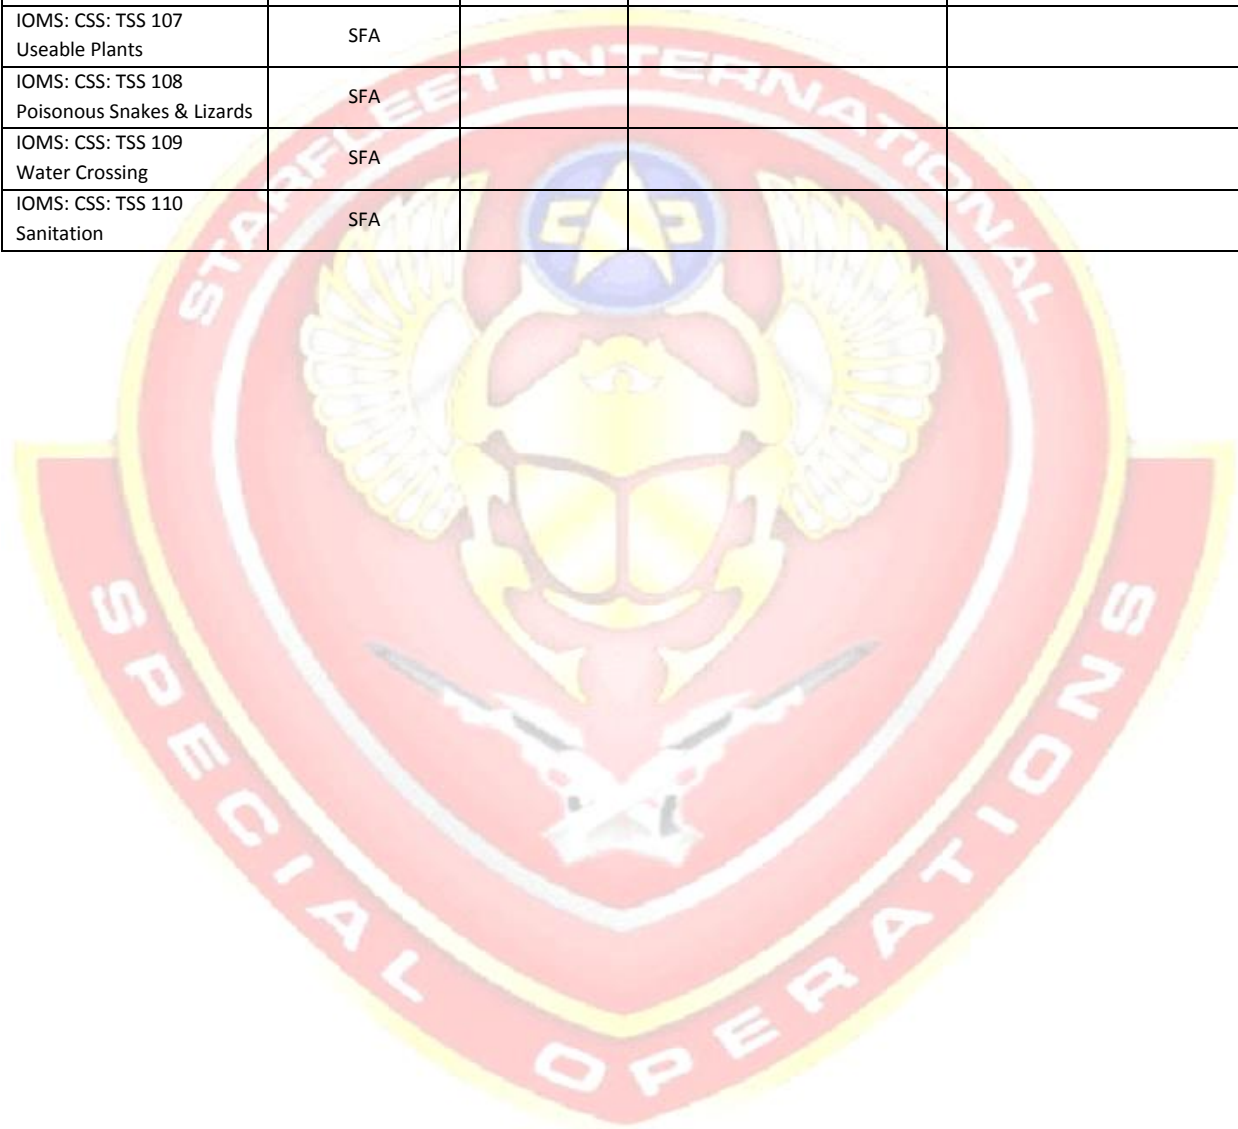 IOMS: CSS: TSS 107
Useable Plants
SFA
IOMS: CSS: TSS 108
Poisonous Snakes & Lizards
SFA
IOMS: CSS: TSS 109
Water Crossing
SFA
IOMS: CSS: TSS 110
Sanitation
SFA
STARFLEET INTERNATIONAL
SPECIAL OPERATIONS